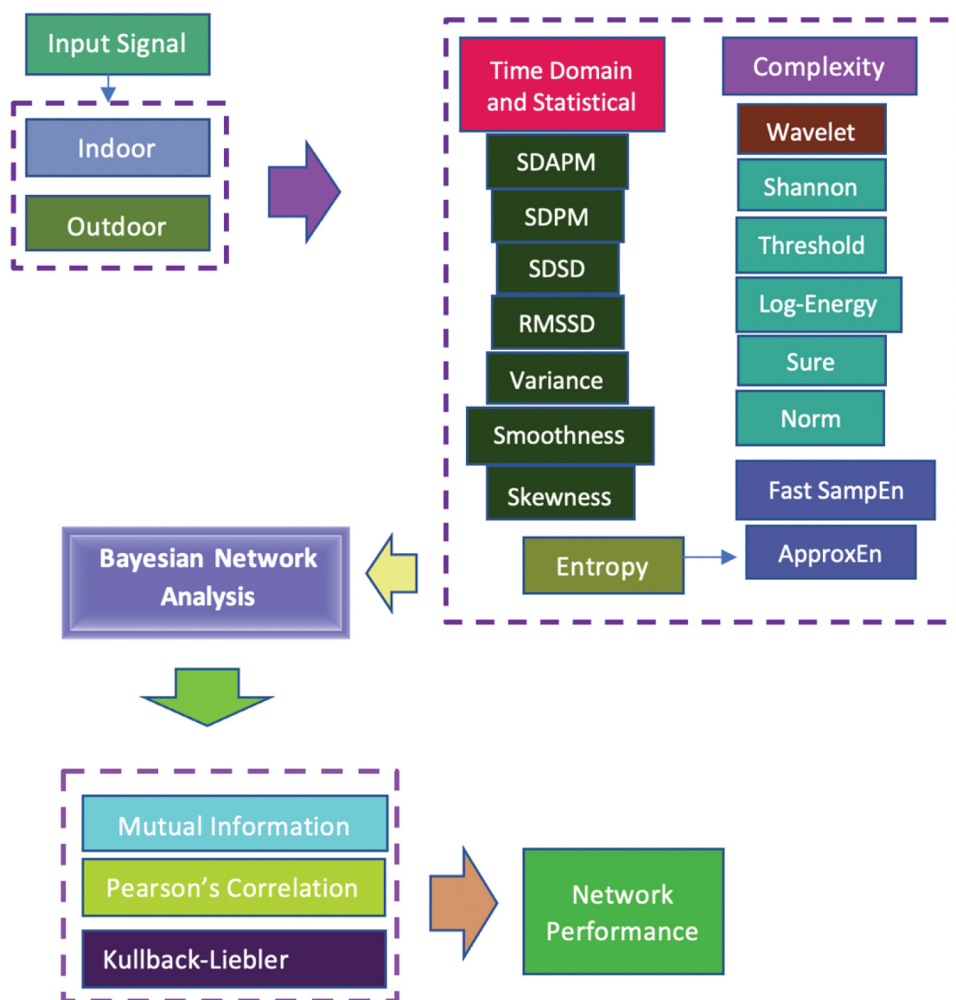 Input Signal
Indoor
Outdoor
Time Domain
and Statistical
SDAPM
SDPM
SDSD
RMSSD
Variance
Smoothness
Skewness
Entropy
Complexity
Wavelet
Shannon
Threshold
Log-Energy
Sure
Norm
Fast SampEn
ApproxEn
Bayesian Network
Analysis
Mutual Information
Pearson’s Correlation
Kullback-Liebler
Network
Performance